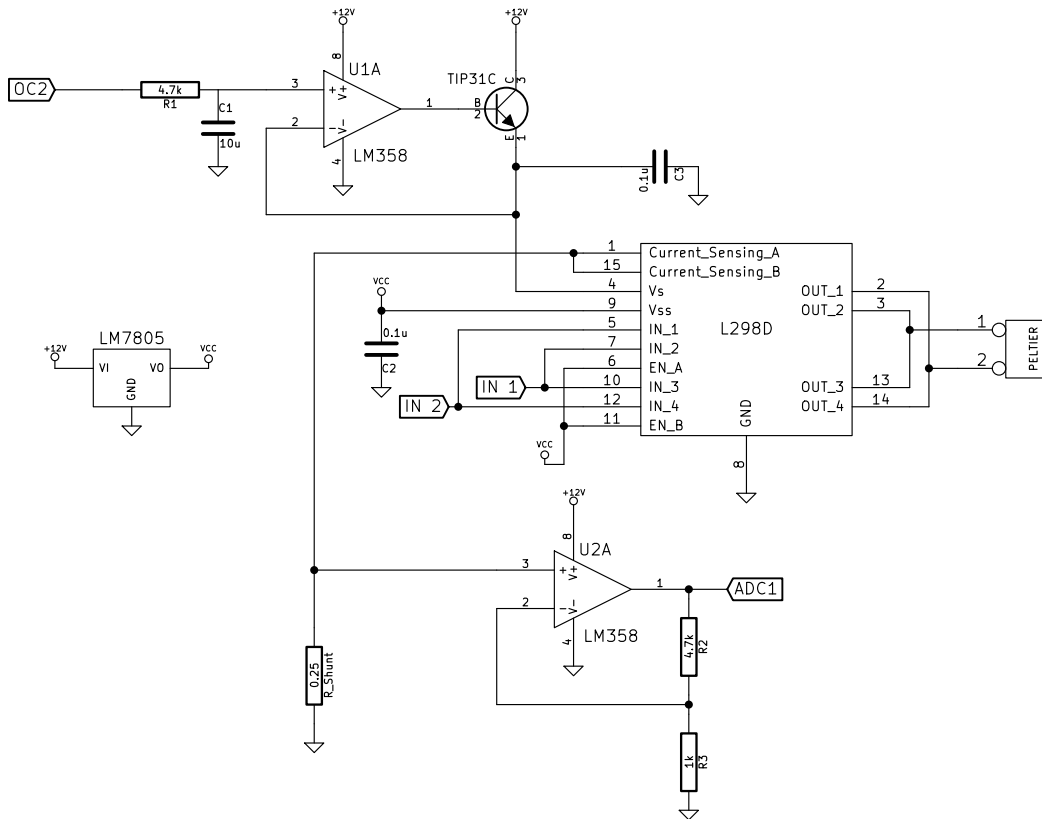 +12V
+12V
8
U1A
TIP31C
C
3
OC2
4.7k
R1
C1
10u
3
+
V+
2
-
V-
1
B
2
E
1
4
LM358
0.1u
C3
1
Current_Sensing_A
15
Current_Sensing_B
4
Vs
OUT_1
2
VCC
9
Vss
OUT_2
3
0.1u
C2
5
IN_1
L298D
1
7
IN_2
2
PELTIER
6
EN_A
IN 1
10
IN_3
OUT_3
13
IN 2
12
IN_4
OUT_4
14
11
EN_B
GND
8
VCC
LM7805
+12V
VI
VO
VCC
GND
+12V
8
U2A
3
+
V+
2
-
V-
1
ADC1
4
LM358
4.7k
R2
0.25
R_Shunt
1k
R3